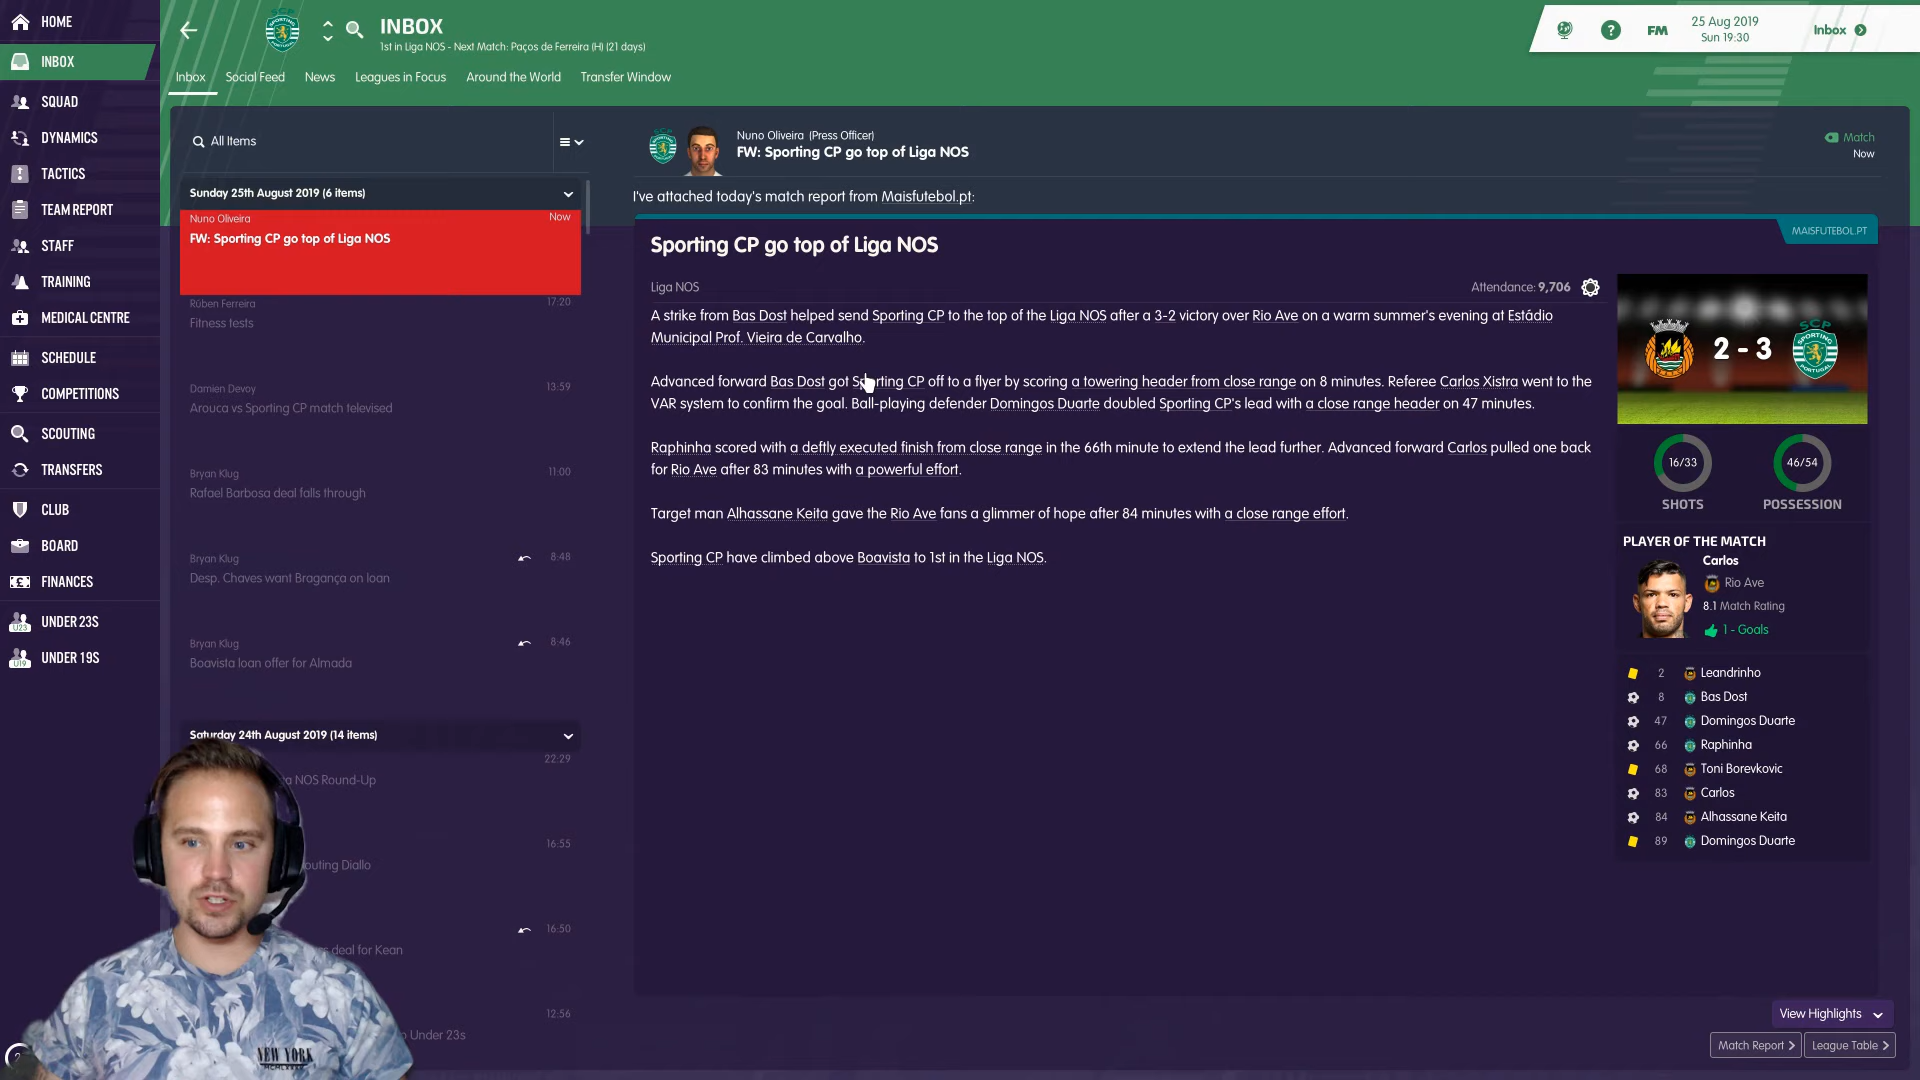 HOME
INBOX
SQUAD
DYNAMICS
TACTICS
TEAM REPORT
STAFF
TRAINING
MEDICAL CENTRE
SCHEDULE
COMPETITIONS
SCOUTING
TRANSFERS
CLUB
BOARD
FINANCES
U23
UNDER 23S
U19
UNDER 19S
SCP
SPORTING
PORTUGAL
INBOX
1st in Liga NOS - Next Match: Paços de Ferreira (H) (21 days)
? FM
25 Aug 2019
Sun 19:30
Inbox
Inbox Social Feed News Leagues in Focus Around the World Transfer Window
All Items
Sunday 25th August 2019 (6 items)
Nuno Oliveira Now
FW: Sporting CP go top of Liga NOS
Rúben Ferreira 17:20
Fitness tests
Damien Devoy 13:59
Arouca vs Sporting CP match televised
Bryan Klug 11:00
Rafael Barbosa deal falls through
Bryan Klug 8:48
Desp. Chaves want Bragança on loan
Bryan Klug 8:46
Boavista loan offer for Almada
Saturday 24th August 2019 (14 items)
22:29
NOS Round-Up
16:55
Diallo
16:50
deal for Kean
12:56
Under 23s
NEW YORK
Nuno Oliveira (Press Officer)
FW: Sporting CP go top of Liga NOS
Match
Now
I've attached today's match report from Maisfutebol.pt:
MAISFUTEBOL.PT
Sporting CP go top of Liga NOS
Liga NOS Attendance: 9,706
A strike from Bas Dost helped send Sporting CP to the top of the Liga NOS after a 3-2 victory over Rio Ave on a warm summer's evening at Estádio
Municipal Prof. Vieira de Carvalho.
Advanced forward Bas Dost got Sporting CP off to a flyer by scoring a towering header from close range on 8 minutes. Referee Carlos Xistra went to the
VAR system to confirm the goal. Ball-playing defender Domingos Duarte doubled Sporting CP's lead with a close range header on 47 minutes.
Raphinha scored with a deftly executed finish from close range in the 66th minute to extend the lead further. Advanced forward Carlos pulled one back
for Rio Ave after 83 minutes with a powerful effort.
Target man Alhassane Keita gave the Rio Ave fans a glimmer of hope after 84 minutes with a close range effort.
Sporting CP have climbed above Boavista to 1st in the Liga NOS.
2 - 3
SCP
SPORTING
PORTUGAL
16/33
SHOTS
46/54
POSSESSION
PLAYER OF THE MATCH
Carlos
Rio Ave
8.1 Match Rating
1 - Goals
2 Leandrinho
8 Bas Dost
47 Domingos Duarte
66 Raphinha
68 Toni Borevkovic
83 Carlos
84 Alhassane Keita
89 Domingos Duarte
View Highlights
Match Report
League Table